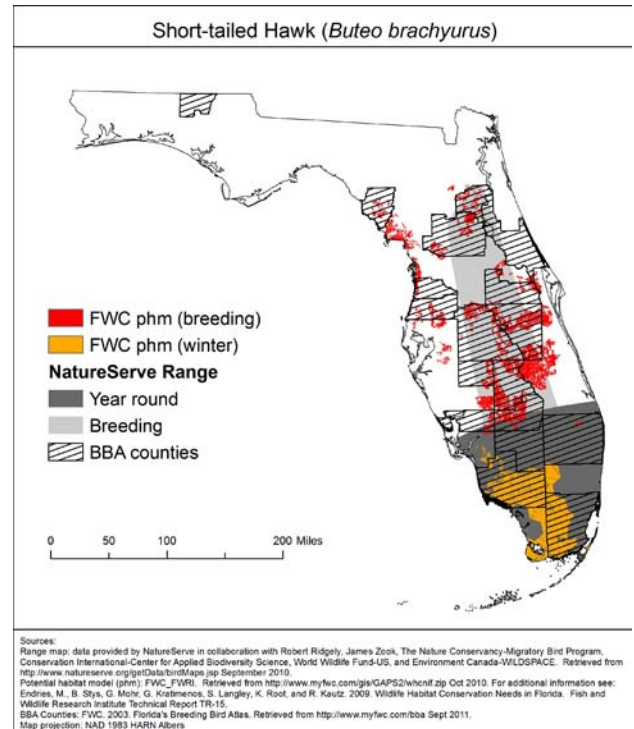 Short-tailed Hawk (Buteo brachyurus)
FWC phm (breeding)
FWC phm (winter)
NatureServe Range
Year round
Breeding
BBA counties
0 50 100 200 Miles
Sources:
Range map: data provided by NatureServe in collaboration with Robert Ridgely, James Zook, The Nature Conservancy-Migratory Bird Program,
Conservation International-Center for Applied Biodiversity Science, World Wildlife Fund-US, and Environment Canada-WILDSPACE. Retrieved from
http://www.natureserve.org/getData/birdMaps.jsp September 2010.
Potential habitat model (phm): FWC_FWRI. Retrieved from http://www.myfwc.com/gis/GAPS2/whcnif.zip Oct 2010. For additional information see:
Endries, M., B. Stys, G. Mohr, G. Kratimenos, S. Langley, K. Root, and R. Kautz. 2009. Wildlife Habitat Conservation Needs in Florida. Fish and
Wildlife Research Institute Technical Report TR-15.
BBA Counties: FWC. 2003. Florida's Breeding Bird Atlas. Retrieved from http://www.myfwc.com/bba Sept 2011.
Map projection: NAD 1983 HARN Albers